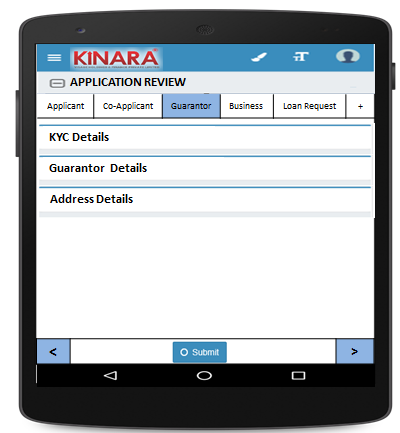 KINARA
APPLICATION REVIEW
Applicant Co-Applicant Guarantor Business Loan Request +
KYC Details
Guarantor Details
Address Details
< Submit >